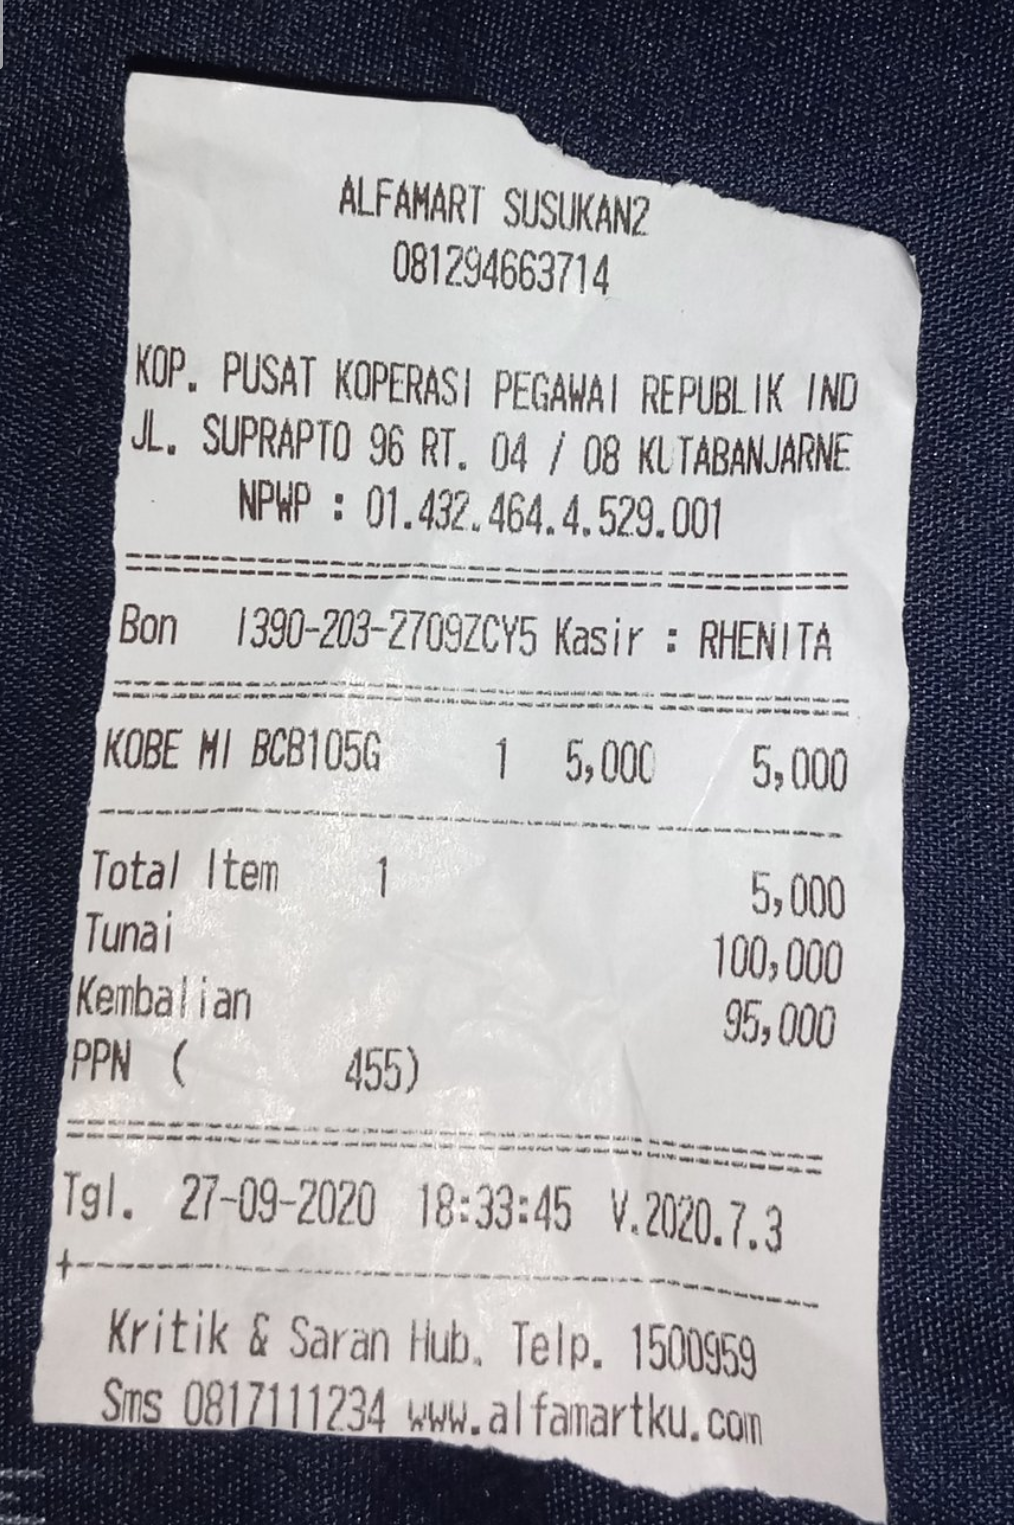 ALFAMART SUSUKAN2
081294663714
KOP. PUSAT KOPERASI PEGAWAI REPUBLIK IND
JL. SUPRAPTO 96 RT. 04 / 08 KUTABANJARNE
NPWP : 01.432.464.4.529.001
Bon 1390-203-2709ZCY5 Kasir : RHENITA
KOBE MI BCB105G 1 5,000 5,000
Total Item 1 5,000
Tunai 100,000
Kembalian 95,000
PPN ( 455)
Tgl. 27-09-2020 18:33:45 V.2020.7.3
Kritik & Saran Hub. Telp. 1500959
Sms 0817111234 www.alfamartku.com